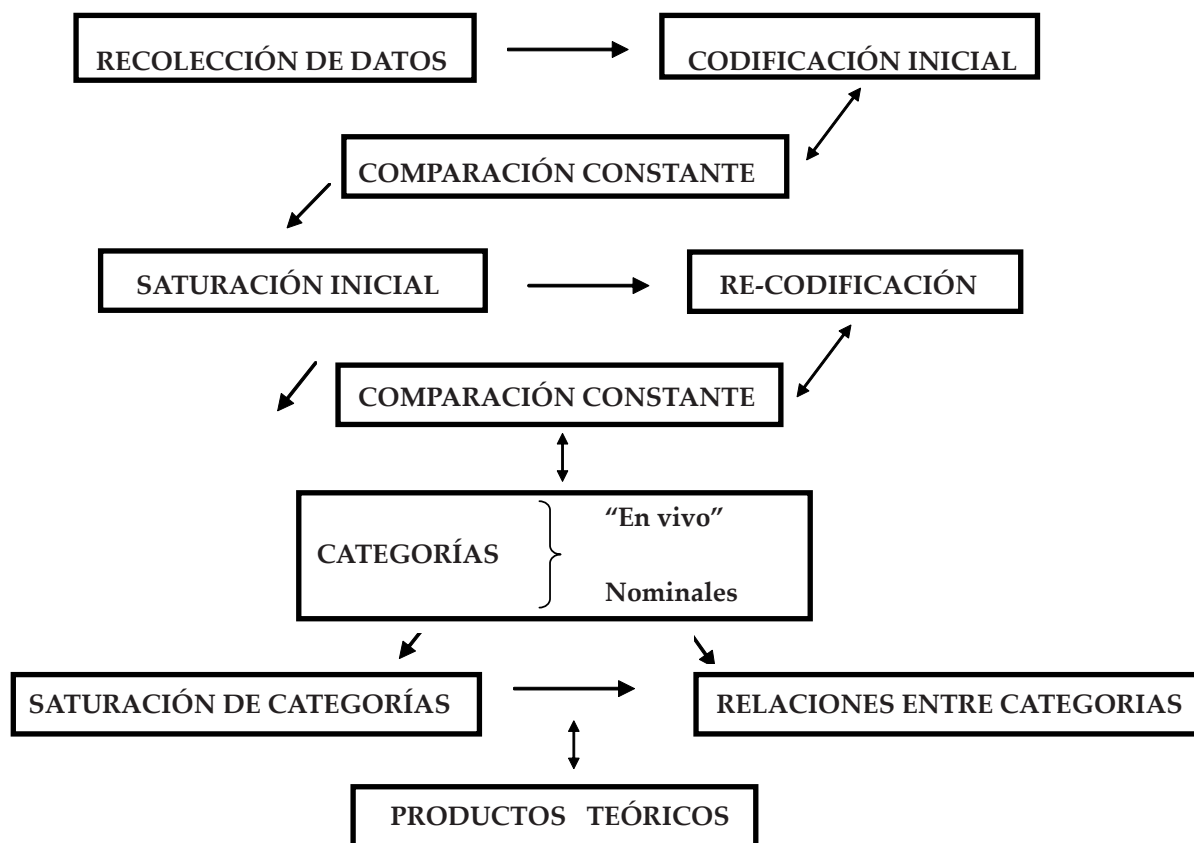 RECOLECCIÓN DE DATOS
CODIFICACIÓN INICIAL
COMPARACIÓN CONSTANTE
SATURACIÓN INICIAL
RE-CODIFICACIÓN
COMPARACIÓN CONSTANTE
“En vivo”
CATEGORÍAS
Nominales
SATURACIÓN DE CATEGORÍAS
RELACIONES ENTRE CATEGORIAS
PRODUCTOS TEÓRICOS